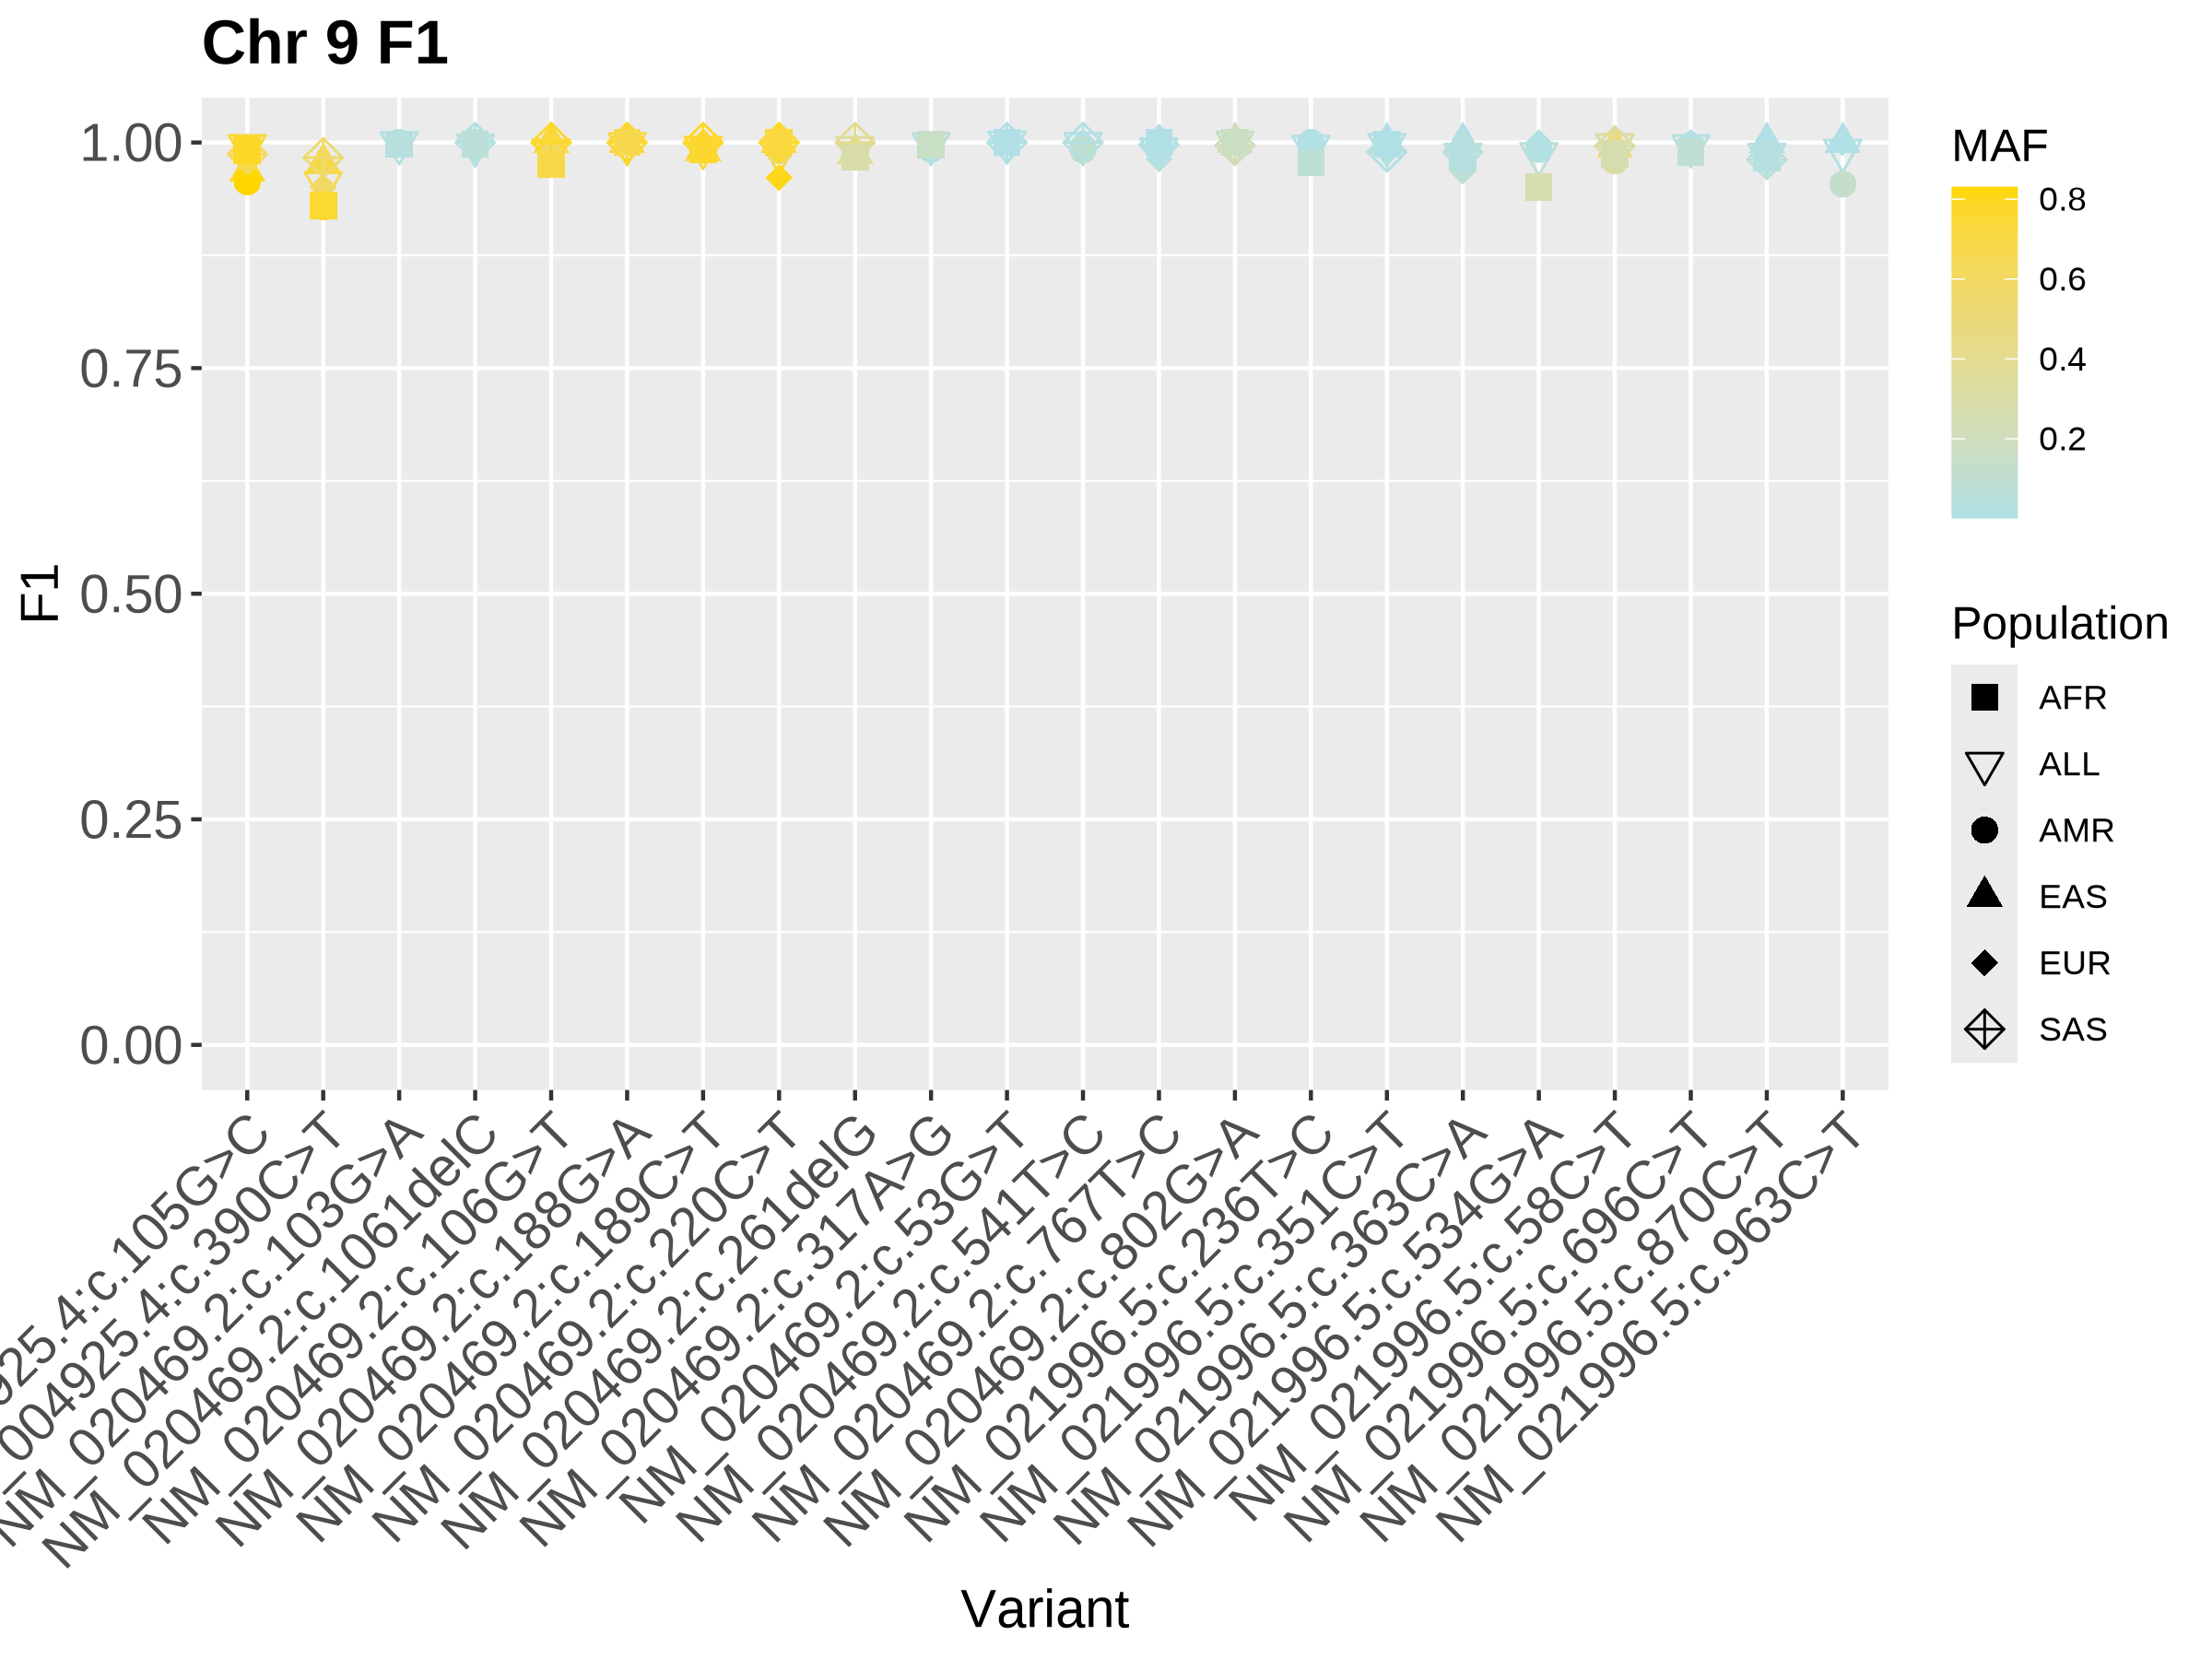 Chr 9 F1
1.00
0.75
0.50
0.25
0.00
F1
925.4:c.105G>C
004925.4:c.390C>T
NM_020469.2:c.103G>A
NM_020469.2:c.1061delC
NM_020469.2:c.106G>T
NM_020469.2:c.188G>A
NM_020469.2:c.189C>T
NM_020469.2:c.220C>T
NM_020469.2:c.261delG
NM_020469.2:c.317A>G
NM_020469.2:c.53G>T
NM_020469.2:c.541T>C
NM_020469.2:c.767T>C
NM_020469.2:c.802G>A
NM_021996.5:c.236T>C
NM_021996.5:c.351C>T
NM_021996.5:c.363C>A
NM_021996.5:c.534G>A
NM_021996.5:c.58C>T
NM_021996.5:c.696C>T
NM_021996.5:c.870C>T
NM_021996.5:c.963C>T
Variant
MAF
0.8
0.6
0.4
0.2
Population
AFR
ALL
AMR
EAS
EUR
SAS